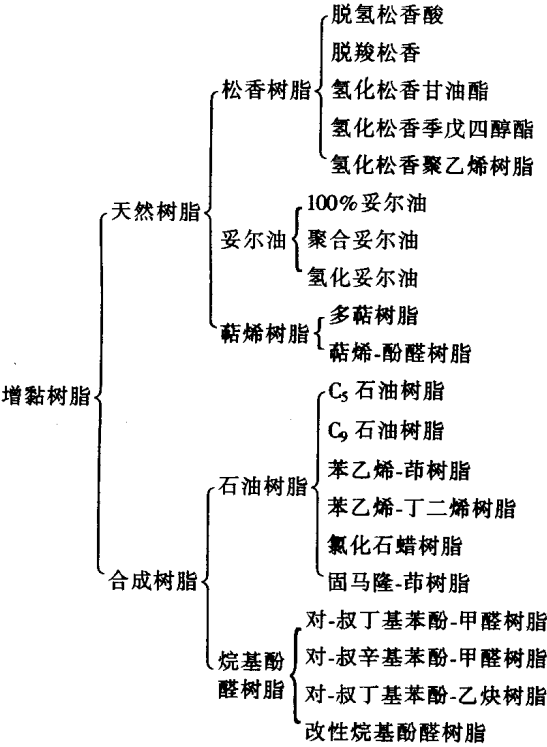 脱氢松香酸
脱羧松香
松香树脂
氢化松香甘油酯
氢化松香季戊四醇酯
氢化松香聚乙烯树脂
天然树脂
100%妥尔油
妥尔油
聚合妥尔油
氢化妥尔油
多萜树脂
萜烯树脂
萜烯-酚醛树脂
增黏树脂
C₅石油树脂
C₉石油树脂
苯乙烯-茚树脂
石油树脂
苯乙烯-丁二烯树脂
氯化石蜡树脂
合成树脂
固马隆-茚树脂
对-叔丁基苯酚-甲醛树脂
对-叔辛基苯酚-甲醛树脂
烷基酚
醛树脂
对-叔丁基苯酚-乙炔树脂
改性烷基酚醛树脂